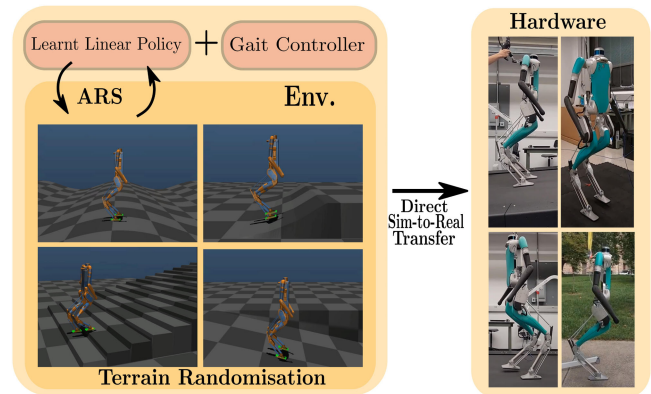 Learnt Linear Policy + Gait Controller
ARS
Env.
Terrain Randomisation
Direct
Sim-to-Real
Transfer
Hardware